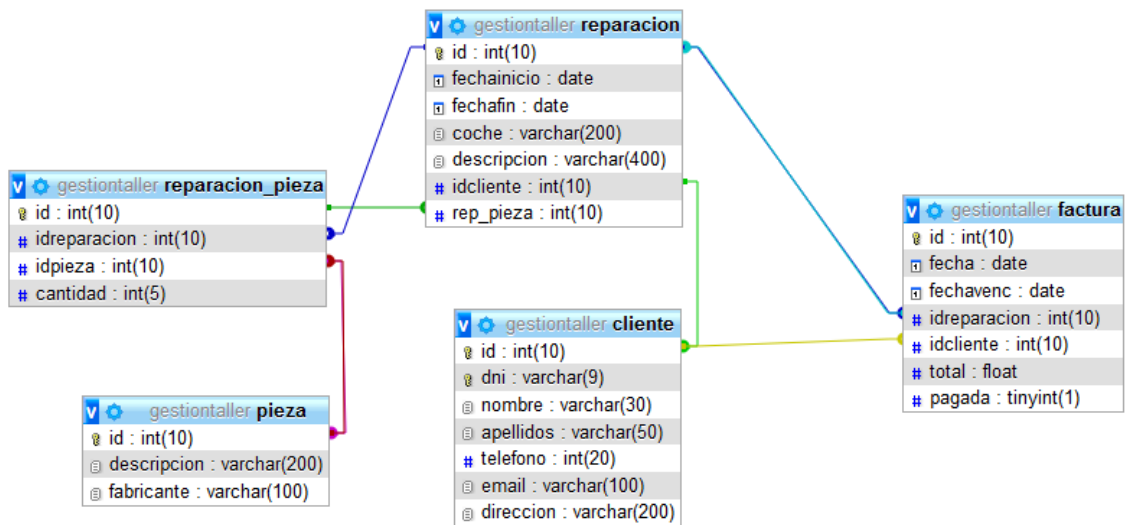 gestiontaller reparacion
id : int(10)
fechainicio : date
fechafin : date
coche : varchar(200)
descripcion : varchar(400)
idcliente : int(10)
rep_pieza : int(10)
gestiontaller reparacion_pieza
id : int(10)
idreparacion : int(10)
idpieza : int(10)
cantidad : int(5)
gestiontaller factura
id : int(10)
fecha : date
fechavenc : date
idreparacion : int(10)
idcliente : int(10)
total : float
pagada : tinyint(1)
gestiontaller cliente
id : int(10)
dni : varchar(9)
nombre : varchar(30)
apellidos : varchar(50)
telefono : int(20)
email : varchar(100)
direccion : varchar(200)
gestiontaller pieza
id : int(10)
descripcion : varchar(200)
fabricante : varchar(100)